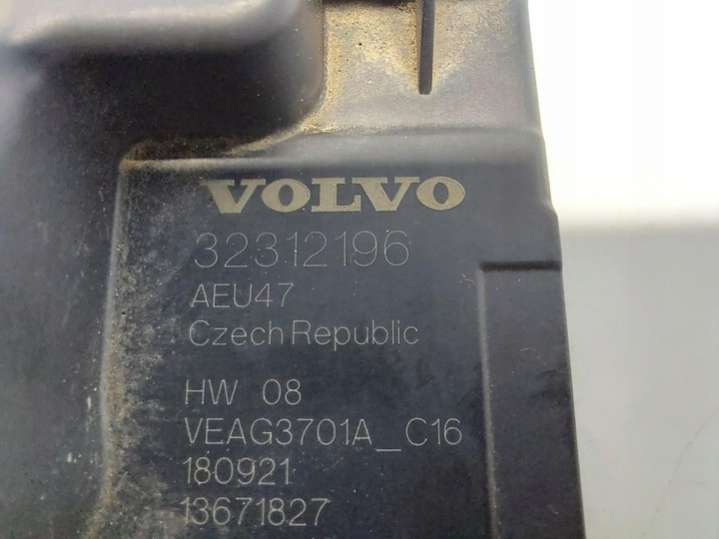 VOLVO
32312196
AEU47
Czech Republic
HW 08
VEAG3701A_C16
180921
13671827